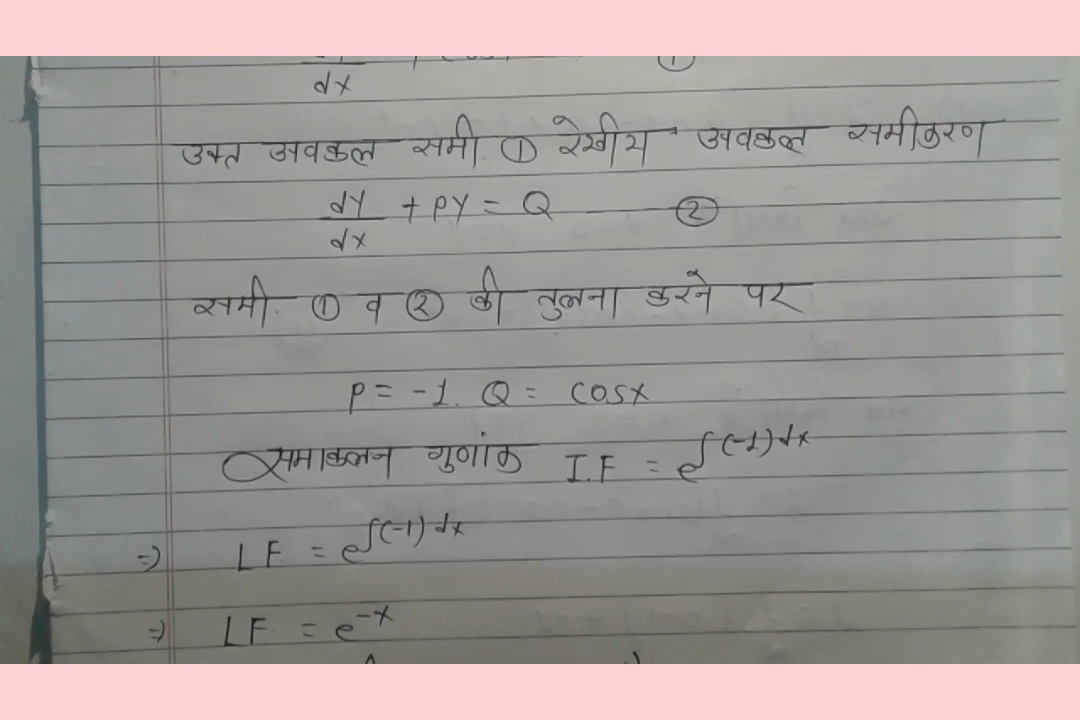 dx ①
उक्त अवकल समी. ① रेखीय अवकल समीकरण
dy/dx + Py = Q ②
समी. ① व ② की तुलना करने पर
P = -1. Q = cosx
समाकलन गुणांक I.F = e^∫(-1)dx
⇒ I.F. = e^∫(-1)dx
⇒ I.F. = e^-x